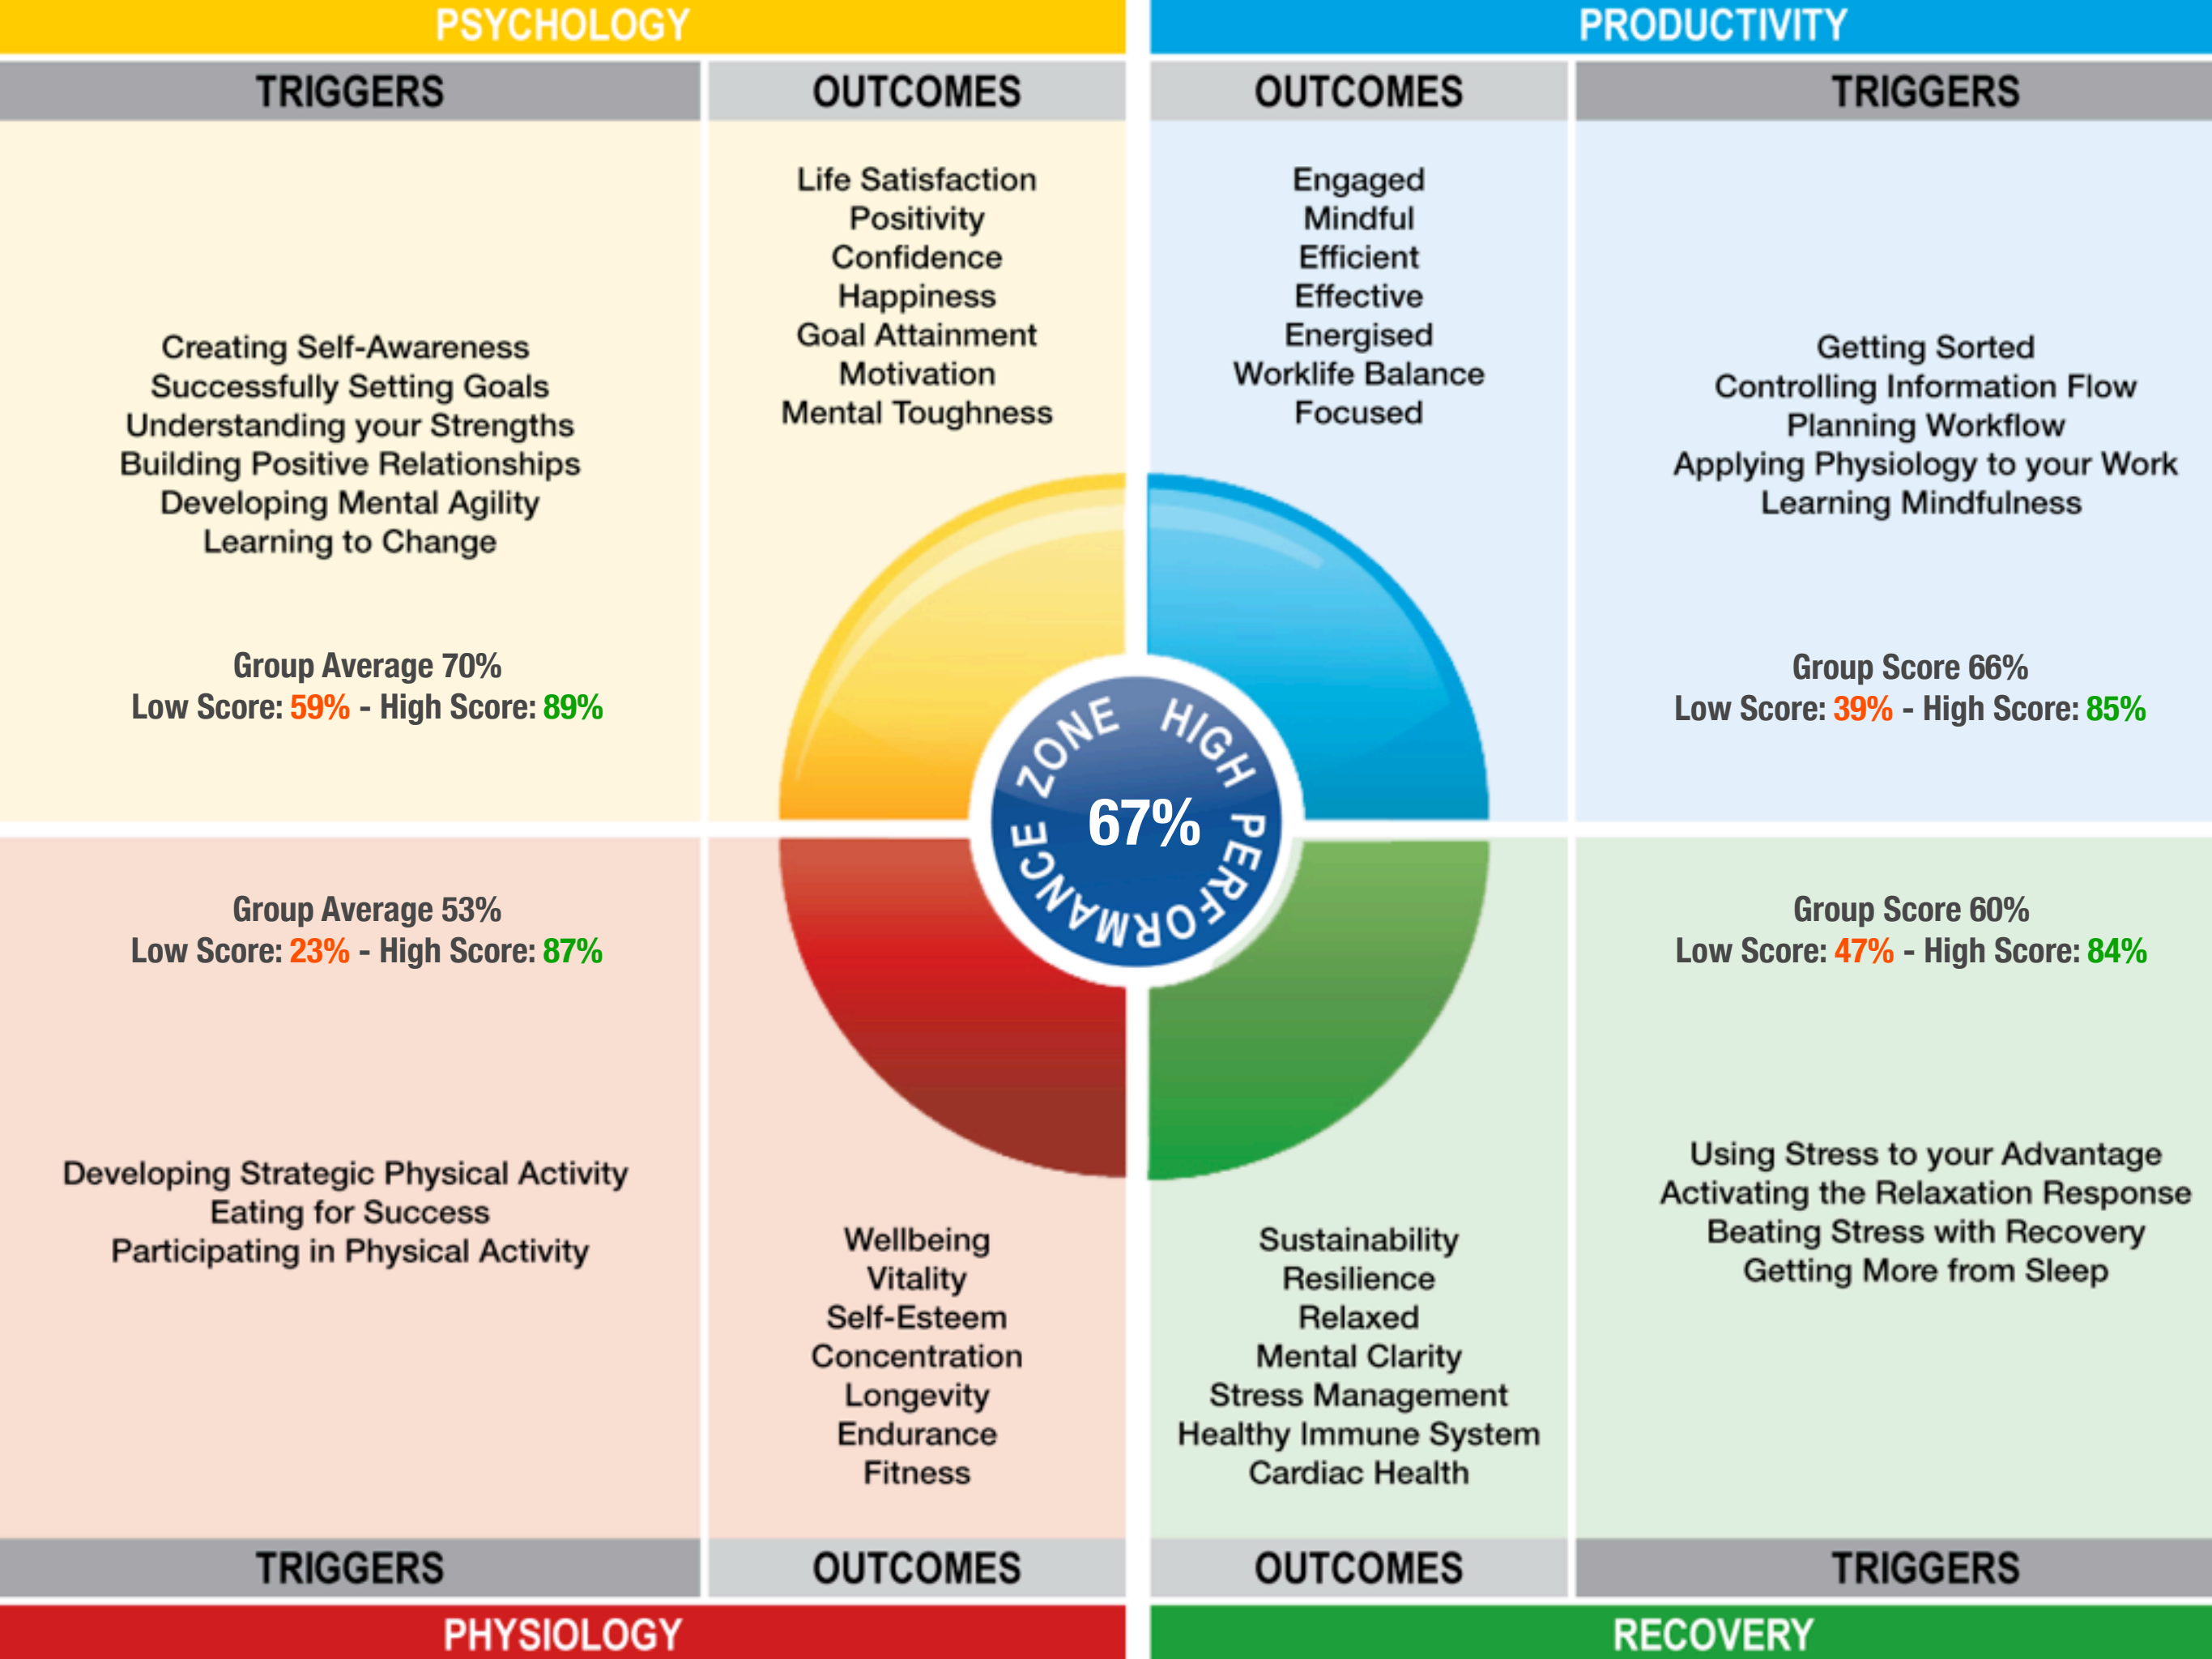 PSYCHOLOGY
TRIGGERS
OUTCOMES
Creating Self-Awareness
Successfully Setting Goals
Understanding your Strengths
Building Positive Relationships
Developing Mental Agility
Learning to Change
Group Average 70%
Low Score: 59% - High Score: 89%
Life Satisfaction
Positivity
Confidence
Happiness
Goal Attainment
Motivation
Mental Toughness
PRODUCTIVITY
OUTCOMES
TRIGGERS
Engaged
Mindful
Efficient
Effective
Energised
Worklife Balance
Focused
Getting Sorted
Controlling Information Flow
Planning Workflow
Applying Physiology to your Work
Learning Mindfulness
Group Score 66%
Low Score: 39% - High Score: 85%
HIGH PERFORMANCE ZONE
67%
Group Average 53%
Low Score: 23% - High Score: 87%
Developing Strategic Physical Activity
Eating for Success
Participating in Physical Activity
Wellbeing
Vitality
Self-Esteem
Concentration
Longevity
Endurance
Fitness
TRIGGERS
OUTCOMES
PHYSIOLOGY
Sustainability
Resilience
Relaxed
Mental Clarity
Stress Management
Healthy Immune System
Cardiac Health
Group Score 60%
Low Score: 47% - High Score: 84%
Using Stress to your Advantage
Activating the Relaxation Response
Beating Stress with Recovery
Getting More from Sleep
OUTCOMES
TRIGGERS
RECOVERY